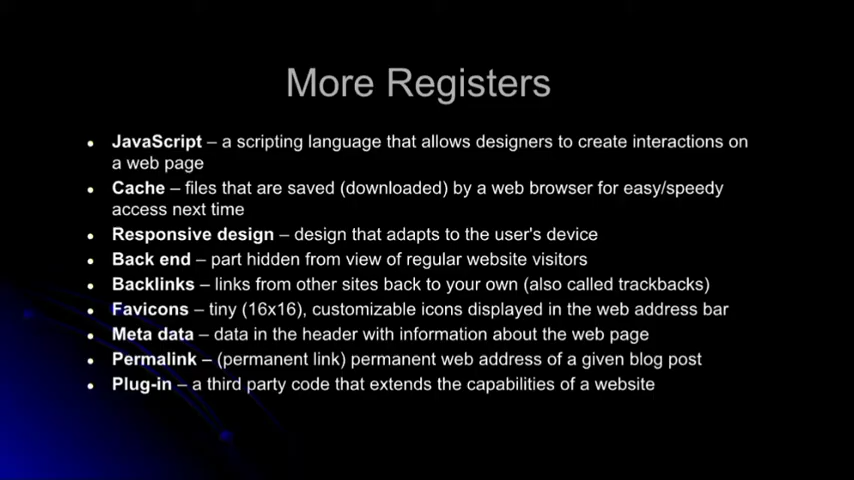 More Registers
• JavaScript – a scripting language that allows designers to create interactions on
a web page
• Cache – files that are saved (downloaded) by a web browser for easy/speedy
access next time
• Responsive design – design that adapts to the user's device
• Back end – part hidden from view of regular website visitors
• Backlinks – links from other sites back to your own (also called trackbacks)
• Favicons – tiny (16x16), customizable icons displayed in the web address bar
• Meta data – data in the header with information about the web page
• Permalink – (permanent link) permanent web address of a given blog post
• Plug-in – a third party code that extends the capabilities of a website